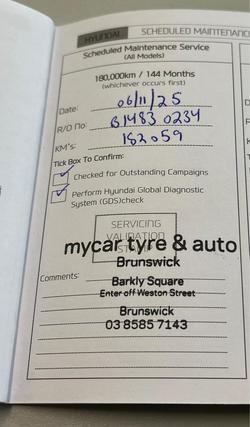 HYUNDAI SCHEDULED MAINTENANC
Scheduled Maintenance Service
(All Models)
180,000km / 144 Months
(whichever occurs first)
Date: 06/11/25
R/O No: B1483 0234
KM's: 182059
Tick Box To Confirm:
Checked for Outstanding Campaigns
Perform Hyundai Global Diagnostic
System (GDS)check
SERVICING
VALIDATION
mycar tyre & auto
Brunswick
Comments:
Barkly Square
Enter off Weston Street
Brunswick
03 8585 7143